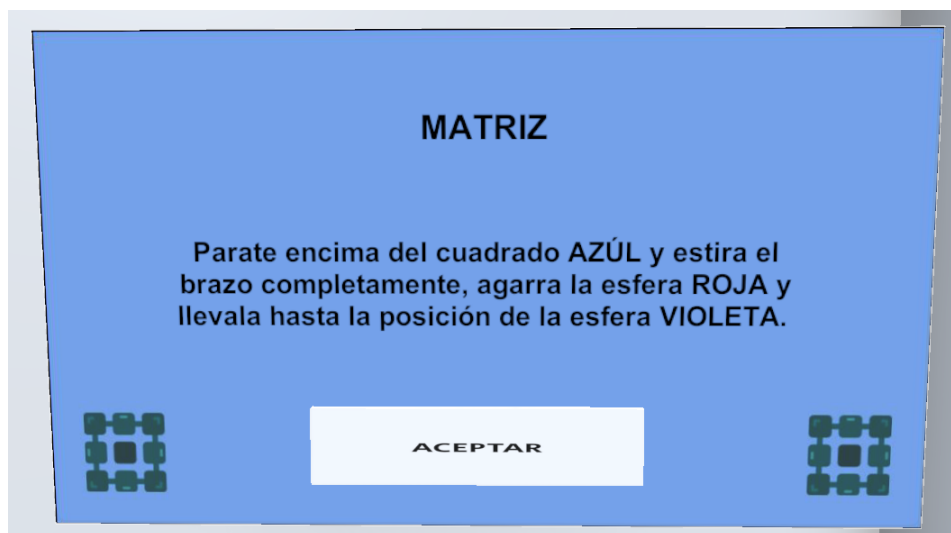 MATRIZ
Parate encima del cuadrado AZÚL y estira el
brazo completamente, agarra la esfera ROJA y
llevala hasta la posición de la esfera VIOLETA.
ACEPTAR